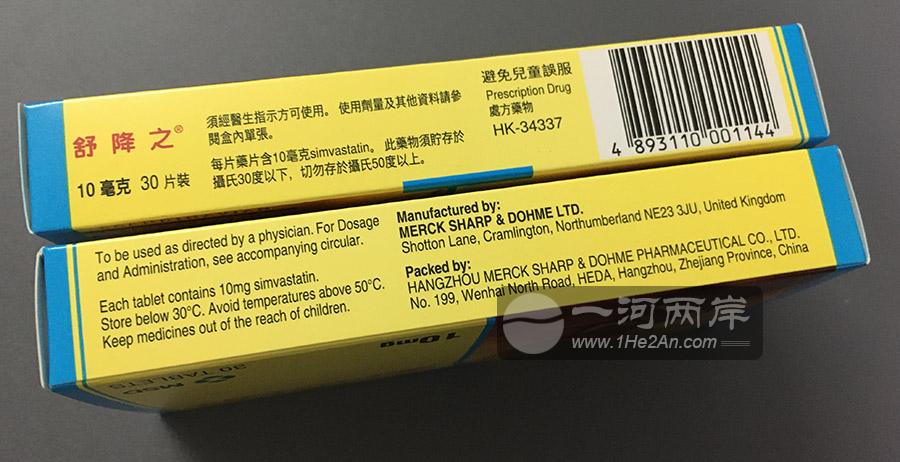 舒降之®
10毫克 30片裝
須經醫生指示方可使用。使用劑量及其他資料請參
閱盒內單張。
每片藥片含10毫克simvastatin。此藥物須貯存於
攝氏30度以下，切勿存於攝氏50度以上。
避免兒童誤服
Prescription Drug
處方藥物
HK-34337
4 893110 001144
To be used as directed by a physician. For Dosage
and Administration, see accompanying circular.
Each tablet contains 10mg simvastatin.
Store below 30°C. Avoid temperatures above 50°C.
Keep medicines out of the reach of children.
Manufactured by:
MERCK SHARP & DOHME LTD.
Shotton Lane, Cramlington, Northumberland NE23 3JU, United Kingdom
Packed by:
HANGZHOU MERCK SHARP & DOHME PHARMACEUTICAL CO., LTD.
No. 199, Wenhai North Road, HEDA, Hangzhou, Zhejiang Province, China
10mg
MSD
30 TABLETS
一河两岸
www.1He2An.com